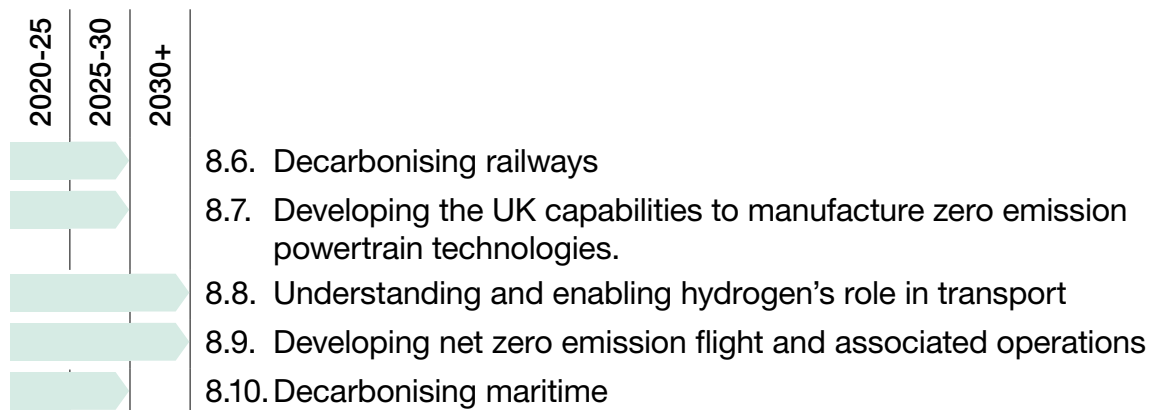 2020-25
2025-30
2030+
8.6. Decarbonising railways
8.7. Developing the UK capabilities to manufacture zero emission
powertrain technologies.
8.8. Understanding and enabling hydrogen’s role in transport
8.9. Developing net zero emission flight and associated operations
8.10. Decarbonising maritime